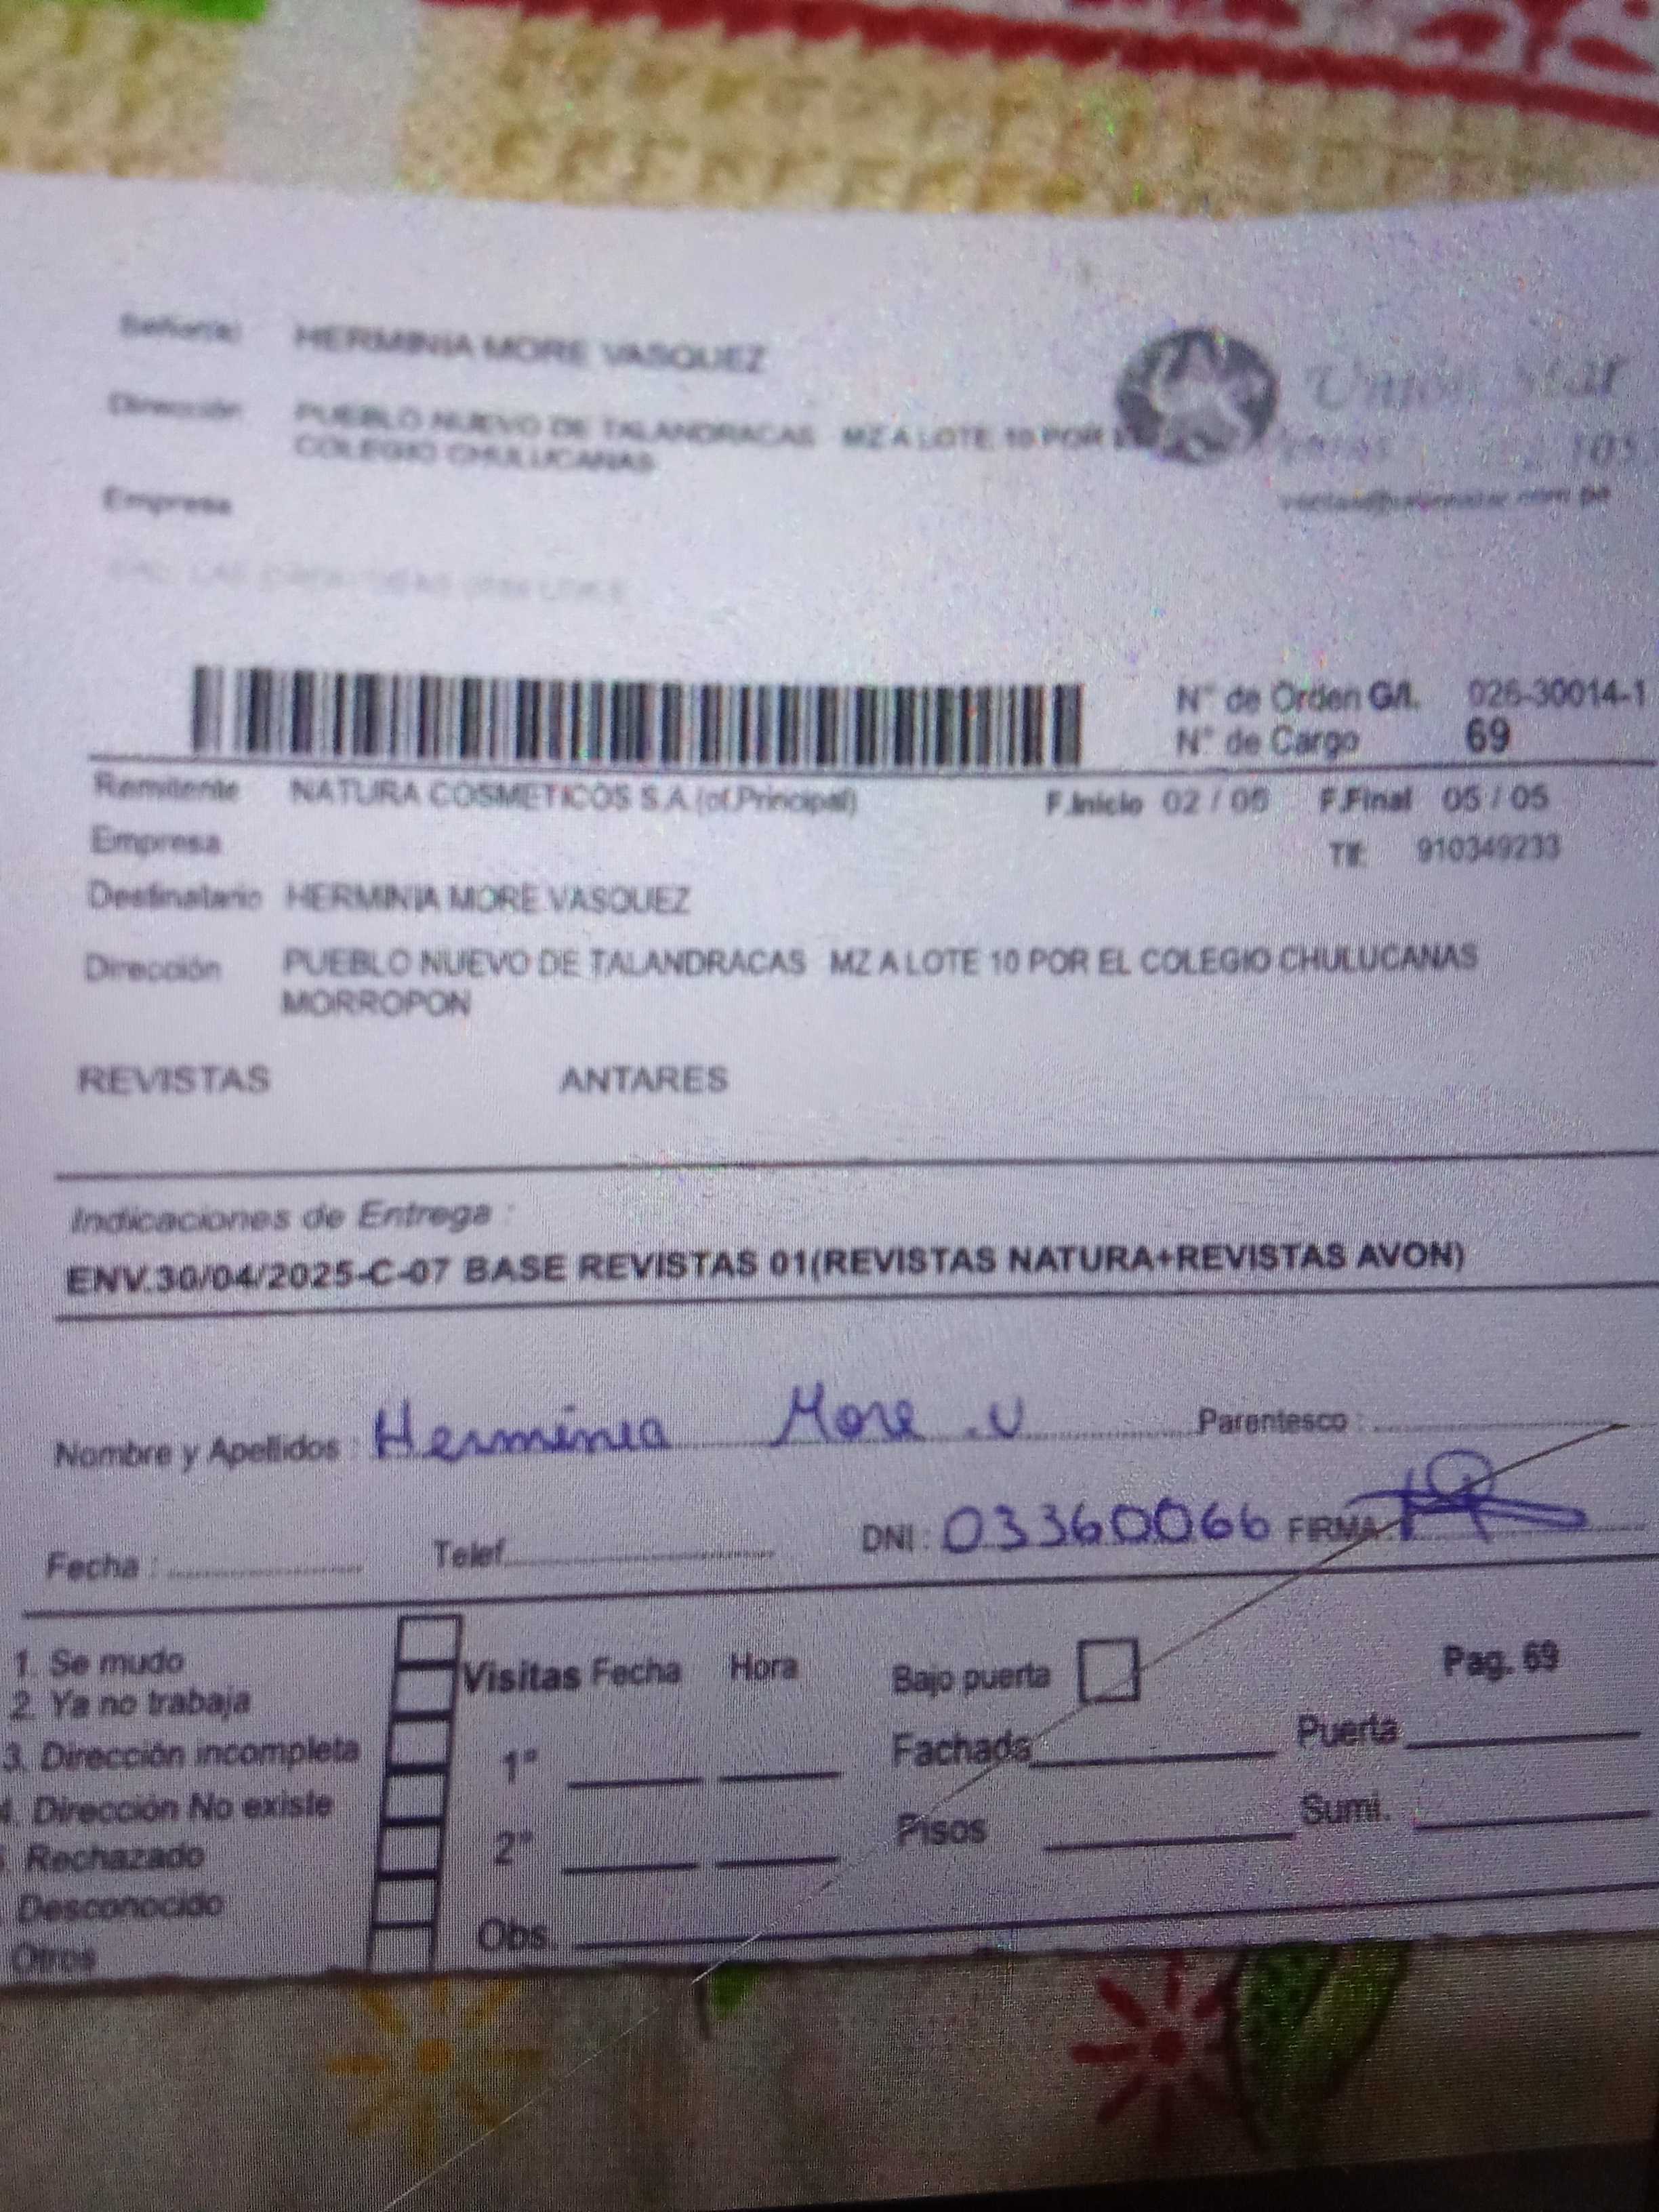 Señor(a) HERMINIA MORE VASQUEZ
Union Star
Dirección PUEBLO NUEVO DE TALANDRACAS MZ A LOTE 10 POR
COLEGIO CHULUCANAS
Empresa
N° de Orden G/I. 026-30014-1
N° de Cargo 69
Remitente NATURA COSMETICOS S.A (of.Principal) F.Inicio 02 / 05 F.Final 05 / 05
Empresa Tlf: 910349233
Destinatario HERMINIA MORE VASQUEZ
Dirección PUEBLO NUEVO DE TALANDRACAS MZ A LOTE 10 POR EL COLEGIO CHULUCANAS
MORROPON
REVISTAS ANTARES
Indicaciones de Entrega :
ENV.30/04/2025-C-07 BASE REVISTAS 01(REVISTAS NATURA+REVISTAS AVON)
Nombre y Apellidos : Herminia More .V Parentesco :
Fecha : Telef. DNI : 03360066 FIRMA
1. Se mudo
2. Ya no trabaja
3. Dirección incompleta
4. Dirección No existe
Rechazado
Desconocido
Otros
Visitas Fecha Hora
1°
2°
Obs.
Bajo puerta Pag. 69
Fachada Puerta
Pisos Sumi.